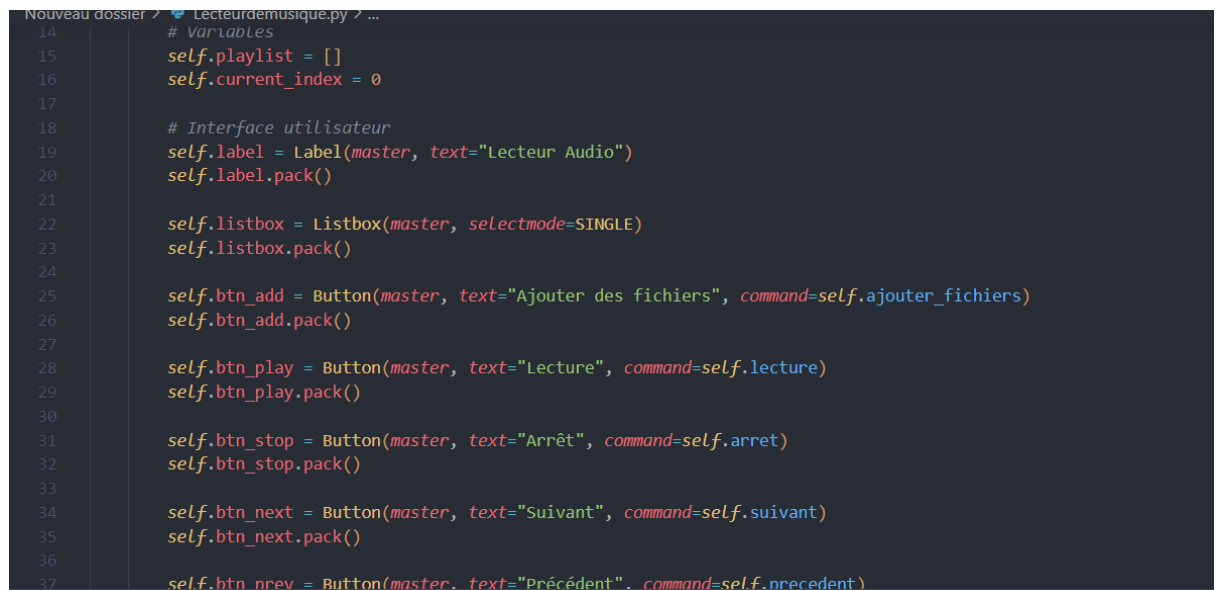 Nouveau dossier > Lecteurdemusique.py > ...
14 # Variables
15 self.playlist = []
16 self.current_index = 0
17
18 # Interface utilisateur
19 self.label = Label(master, text="Lecteur Audio")
20 self.label.pack()
21
22 self.listbox = Listbox(master, selectmode=SINGLE)
23 self.listbox.pack()
24
25 self.btn_add = Button(master, text="Ajouter des fichiers", command=self.ajouter_fichiers)
26 self.btn_add.pack()
27
28 self.btn_play = Button(master, text="Lecture", command=self.lecture)
29 self.btn_play.pack()
30
31 self.btn_stop = Button(master, text="Arrêt", command=self.arret)
32 self.btn_stop.pack()
33
34 self.btn_next = Button(master, text="Suivant", command=self.suivant)
35 self.btn_next.pack()
36
37 self.btn_prev = Button(master, text="Précédent", command=self.precedent)